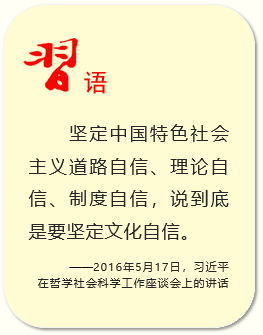 習语
坚定中国特色社会
主义道路自信、理论自
信、制度自信，说到底
是要坚定文化自信。
——2016年5月17日，习近平
在哲学社会科学工作座谈会上的讲话